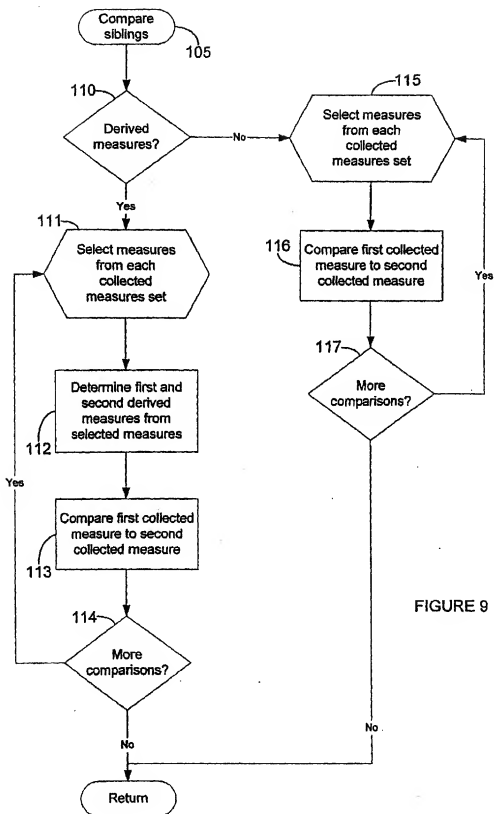 Compare
siblings
105
110
Derived
measures?
No
Yes
115
Select measures
from each
collected
measures set
111
Select measures
from each
collected
measures set
116
Compare first collected
measure to second
collected measure
Yes
117
More
comparisons?
Determine first and
second derived
measures from
selected measures
112
Yes
Compare first collected
measure to second
collected measure
113
114
More
comparisons?
FIGURE 9
No
No
Return